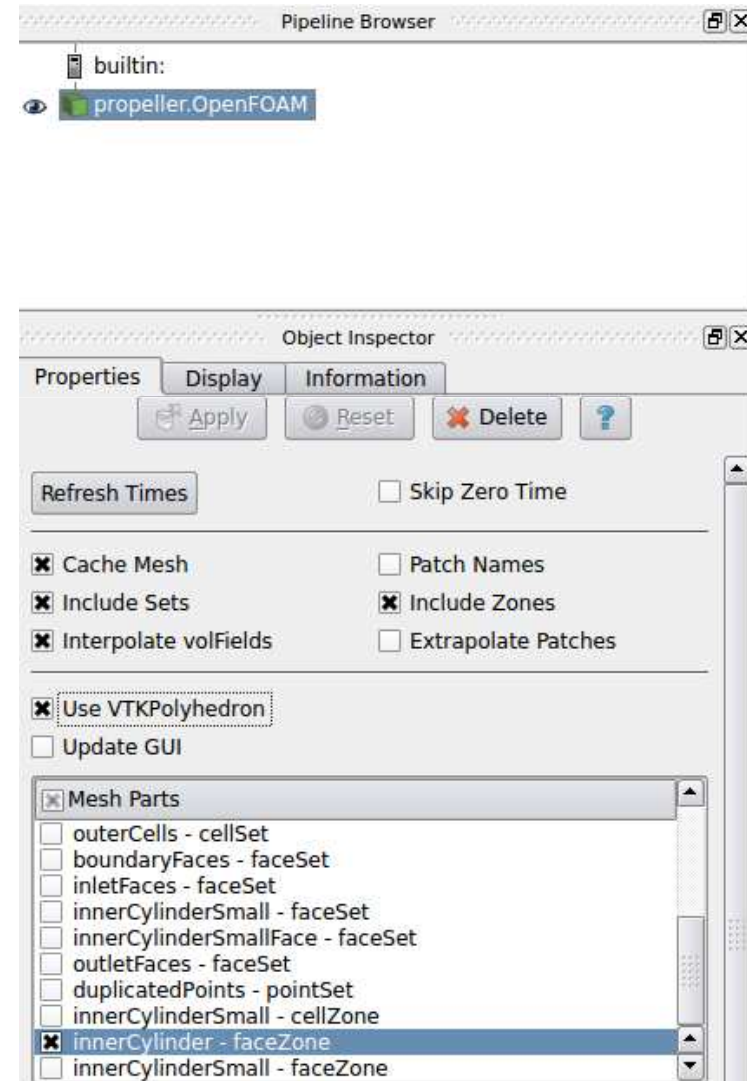 Pipeline Browser
builtin:
propeller.OpenFOAM
Object Inspector
Properties Display Information
Apply Reset Delete ?
Refresh Times Skip Zero Time
Cache Mesh Patch Names
Include Sets Include Zones
Interpolate volFields Extrapolate Patches
Use VTKPolyhedron
Update GUI
Mesh Parts
outerCells - cellSet
boundaryFaces - faceSet
inletFaces - faceSet
innerCylinderSmall - faceSet
innerCylinderSmallFace - faceSet
outletFaces - faceSet
duplicatedPoints - pointSet
innerCylinderSmall - cellZone
innerCylinder - faceZone
innerCylinderSmall - faceZone